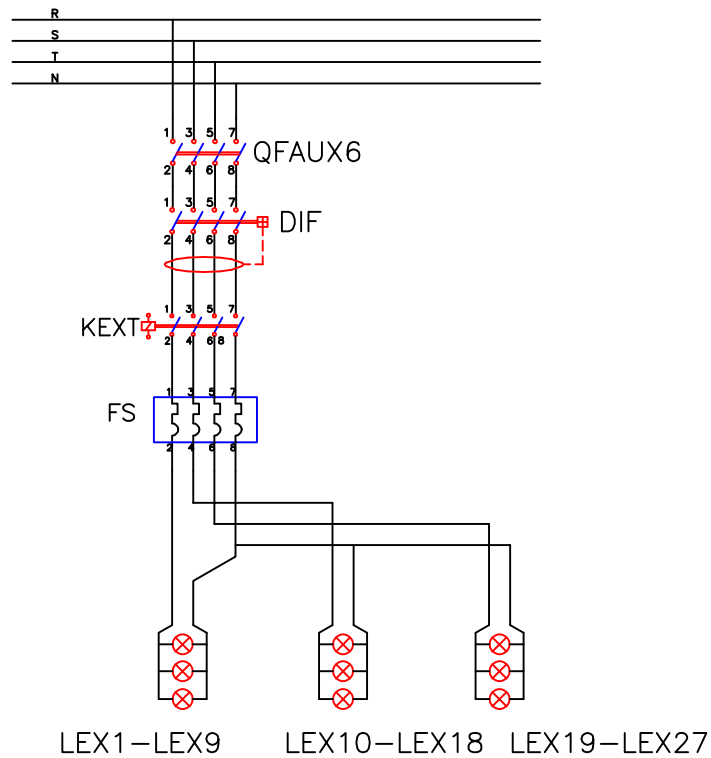 R
S
T
N
1 3 5 7
QFAUX6
2 4 6 8
1 3 5 7
DIF
2 4 6 8
1 3 5 7
KEXT
2 4 6 8
1 3 5 7
FS
2 4 6 8
LEX1-LEX9 LEX10-LEX18 LEX19-LEX27